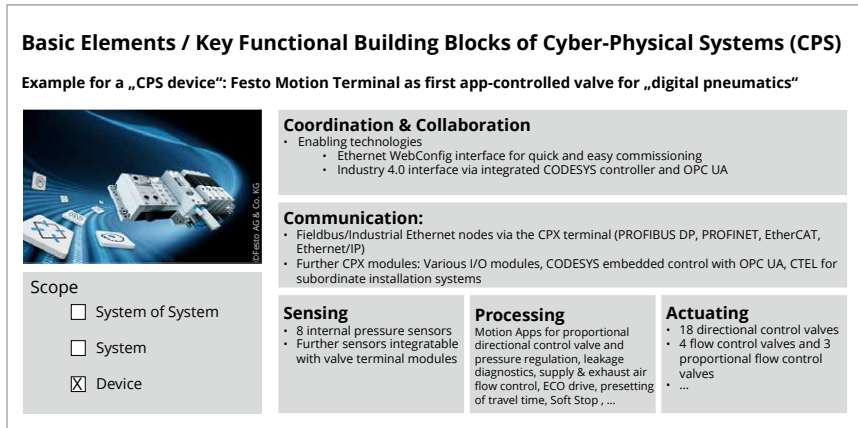 Basic Elements / Key Functional Building Blocks of Cyber-Physical Systems (CPS)
Example for a „CPS device“: Festo Motion Terminal as first app-controlled valve for „digital pneumatics“
©Festo AG & Co. KG
Scope
System of System
System
X Device
Coordination & Collaboration
• Enabling technologies
• Ethernet WebConfig interface for quick and easy commissioning
• Industry 4.0 interface via integrated CODESYS controller and OPC UA
Communication:
• Fieldbus/Industrial Ethernet nodes via the CPX terminal (PROFIBUS DP, PROFINET, EtherCAT,
Ethernet/IP)
• Further CPX modules: Various I/O modules, CODESYS embedded control with OPC UA, CTEL for
subordinate installation systems
Sensing
• 8 internal pressure sensors
• Further sensors integratable
with valve terminal modules
Processing
Motion Apps for proportional
directional control valve and
pressure regulation, leakage
diagnostics, supply & exhaust air
flow control, ECO drive, presetting
of travel time, Soft Stop , ...
Actuating
• 18 directional control valves
• 4 flow control valves and 3
proportional flow control
valves
• ...